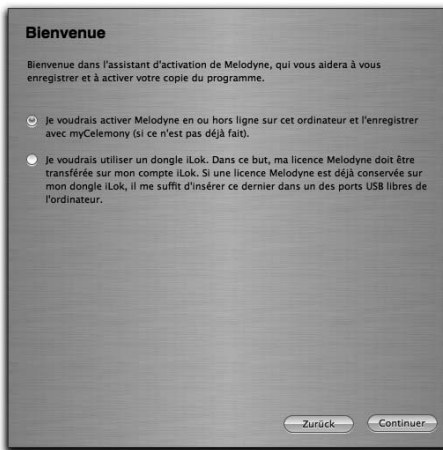 Bienvenue
Bienvenue dans l'assistant d'activation de Melodyne, qui vous aidera à vous
enregistrer et à activer votre copie du programme.
Je voudrais activer Melodyne en ou hors ligne sur cet ordinateur et l'enregistrer
avec myCelemony (si ce n'est pas déjà fait).
Je voudrais utiliser un dongle iLok. Dans ce but, ma licence Melodyne doit être
transférée sur mon compte iLok. Si une licence Melodyne est déjà conservée sur
mon dongle iLok, il me suffit d'insérer ce dernier dans un des ports USB libres de
l'ordinateur.
Zurück
Continuer